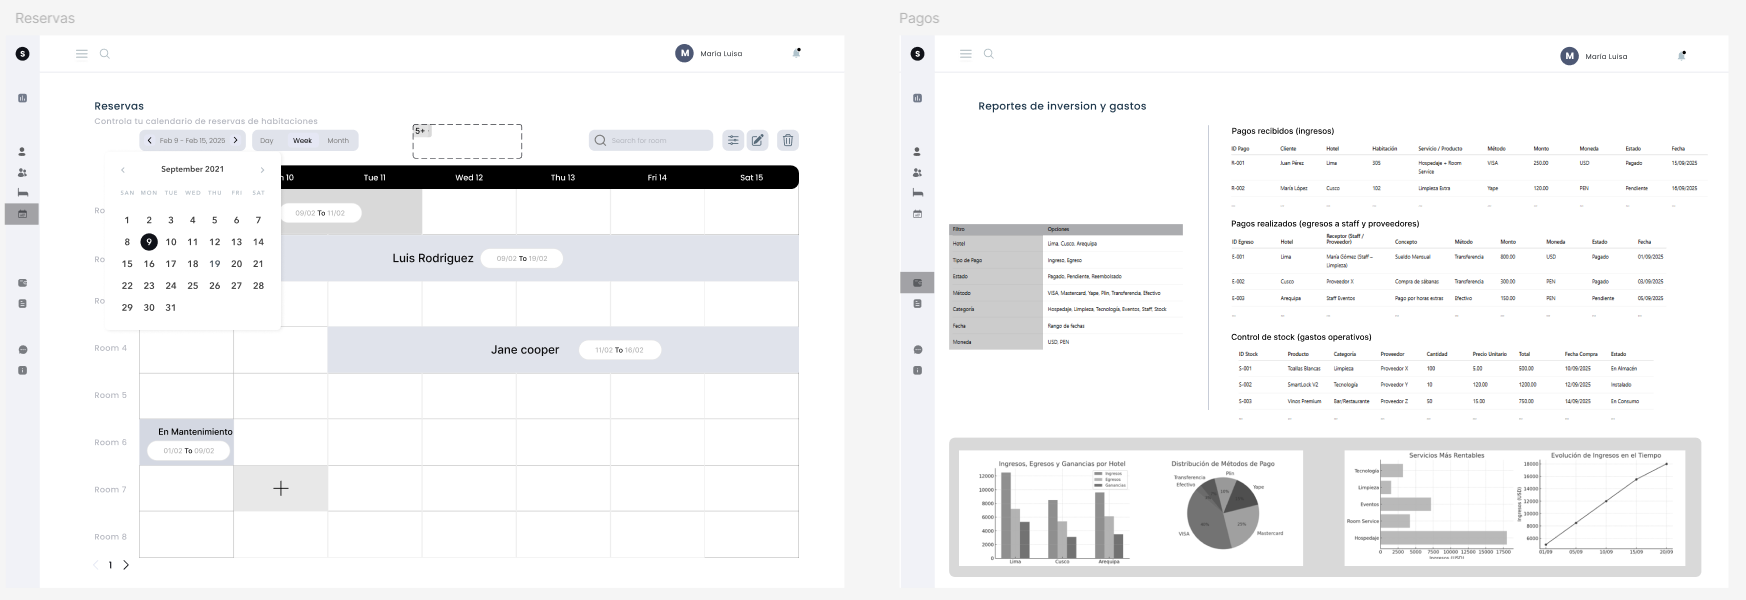 Reservas
S
M
Maria Luisa
Reservas
Controla tu calendario de reservas de habitaciones
Feb 9 - Feb 15, 2025
Day Week Month
5+
Search for room
September 2021
SAN MON TUE WED THU FRI SAT
1 2 3 4 5 6 7
8 9 10 11 12 13 14
15 16 17 18 19 20 21
22 23 24 25 26 27 28
29 30 31
10 Tue 11 Wed 12 Thu 13 Fri 14 Sat 15
Ro
09/02 To 11/02
Ro
Luis Rodriguez 09/02 To 19/02
Ro
Room 4
Jane cooper 11/02 To 16/02
Room 5
Room 6
En Mantenimiento
01/02 To 09/02
Room 7
+
Room 8
1
Pagos
S
M
Maria Luisa
Reportes de inversion y gastos
Filtro Opciones
Hotel Lima, Cusco, Arequipa
Tipo de Pago Ingreso, Egreso
Estado Pagado, Pendiente, Reembolsado
Método VISA, Mastercard, Yape, Plin, Transferencia, Efectivo
Categoría Hospedaje, Limpieza, Tecnología, Eventos, Staff, Stock
Fecha Rango de fechas
Moneda USD, PEN
Pagos recibidos (ingresos)
ID Pago Cliente Hotel Habitación Servicio / Producto Método Monto Moneda Estado Fecha
R-001 Juan Pérez Lima 305 Hospedaje + Room Service VISA 250.00 USD Pagado 15/09/2025
R-002 María López Cusco 102 Limpieza Extra Yape 120.00 PEN Pendiente 16/09/2025
... ... ... ... ... ... ... ... ... ...
Pagos realizados (egresos a staff y proveedores)
ID Egreso Hotel Receptor (Staff / Proveedor) Concepto Método Monto Moneda Estado Fecha
E-001 Lima María Gómez (Staff – Limpieza) Sueldo Mensual Transferencia 800.00 USD Pagado 01/09/2025
E-002 Cusco Proveedor X Compra de sábanas Transferencia 300.00 PEN Pagado 03/09/2025
E-003 Arequipa Staff Eventos Pago por horas extras Efectivo 150.00 PEN Pendiente 05/09/2025
... ... ... ... ... ... ... ... ...
Control de stock (gastos operativos)
ID Stock Producto Categoría Proveedor Cantidad Precio Unitario Total Fecha Compra Estado
S-001 Toallas Blancas Limpieza Proveedor X 100 5.00 500.00 10/09/2025 En Almacén
S-002 SmartLock V2 Tecnología Proveedor Y 10 120.00 1200.00 12/09/2025 Instalado
S-003 Vinos Premium Bar/Restaurante Proveedor Z 50 15.00 750.00 14/09/2025 En Consumo
... ... ... ... ... ... ... ... ...
Ingresos, Egresos y Ganancias por Hotel
Ingresos
Egresos
Ganancias
12000
10000
8000
6000
4000
2000
0
Lima Cusco Arequipa
Distribución de Métodos de Pago
Plin
Transferencia
Efectivo
Yape
VISA
Mastercard
Servicios Más Rentables
Tecnología
Limpieza
Eventos
Room Service
Hospedaje
0 2500 5000 7500 10000 12500 15000 17500
Ingresos (USD)
Evolución de Ingresos en el Tiempo
Ingresos (USD)
18000
16000
14000
12000
10000
8000
6000
01/09 05/09 10/09 15/09 20/09